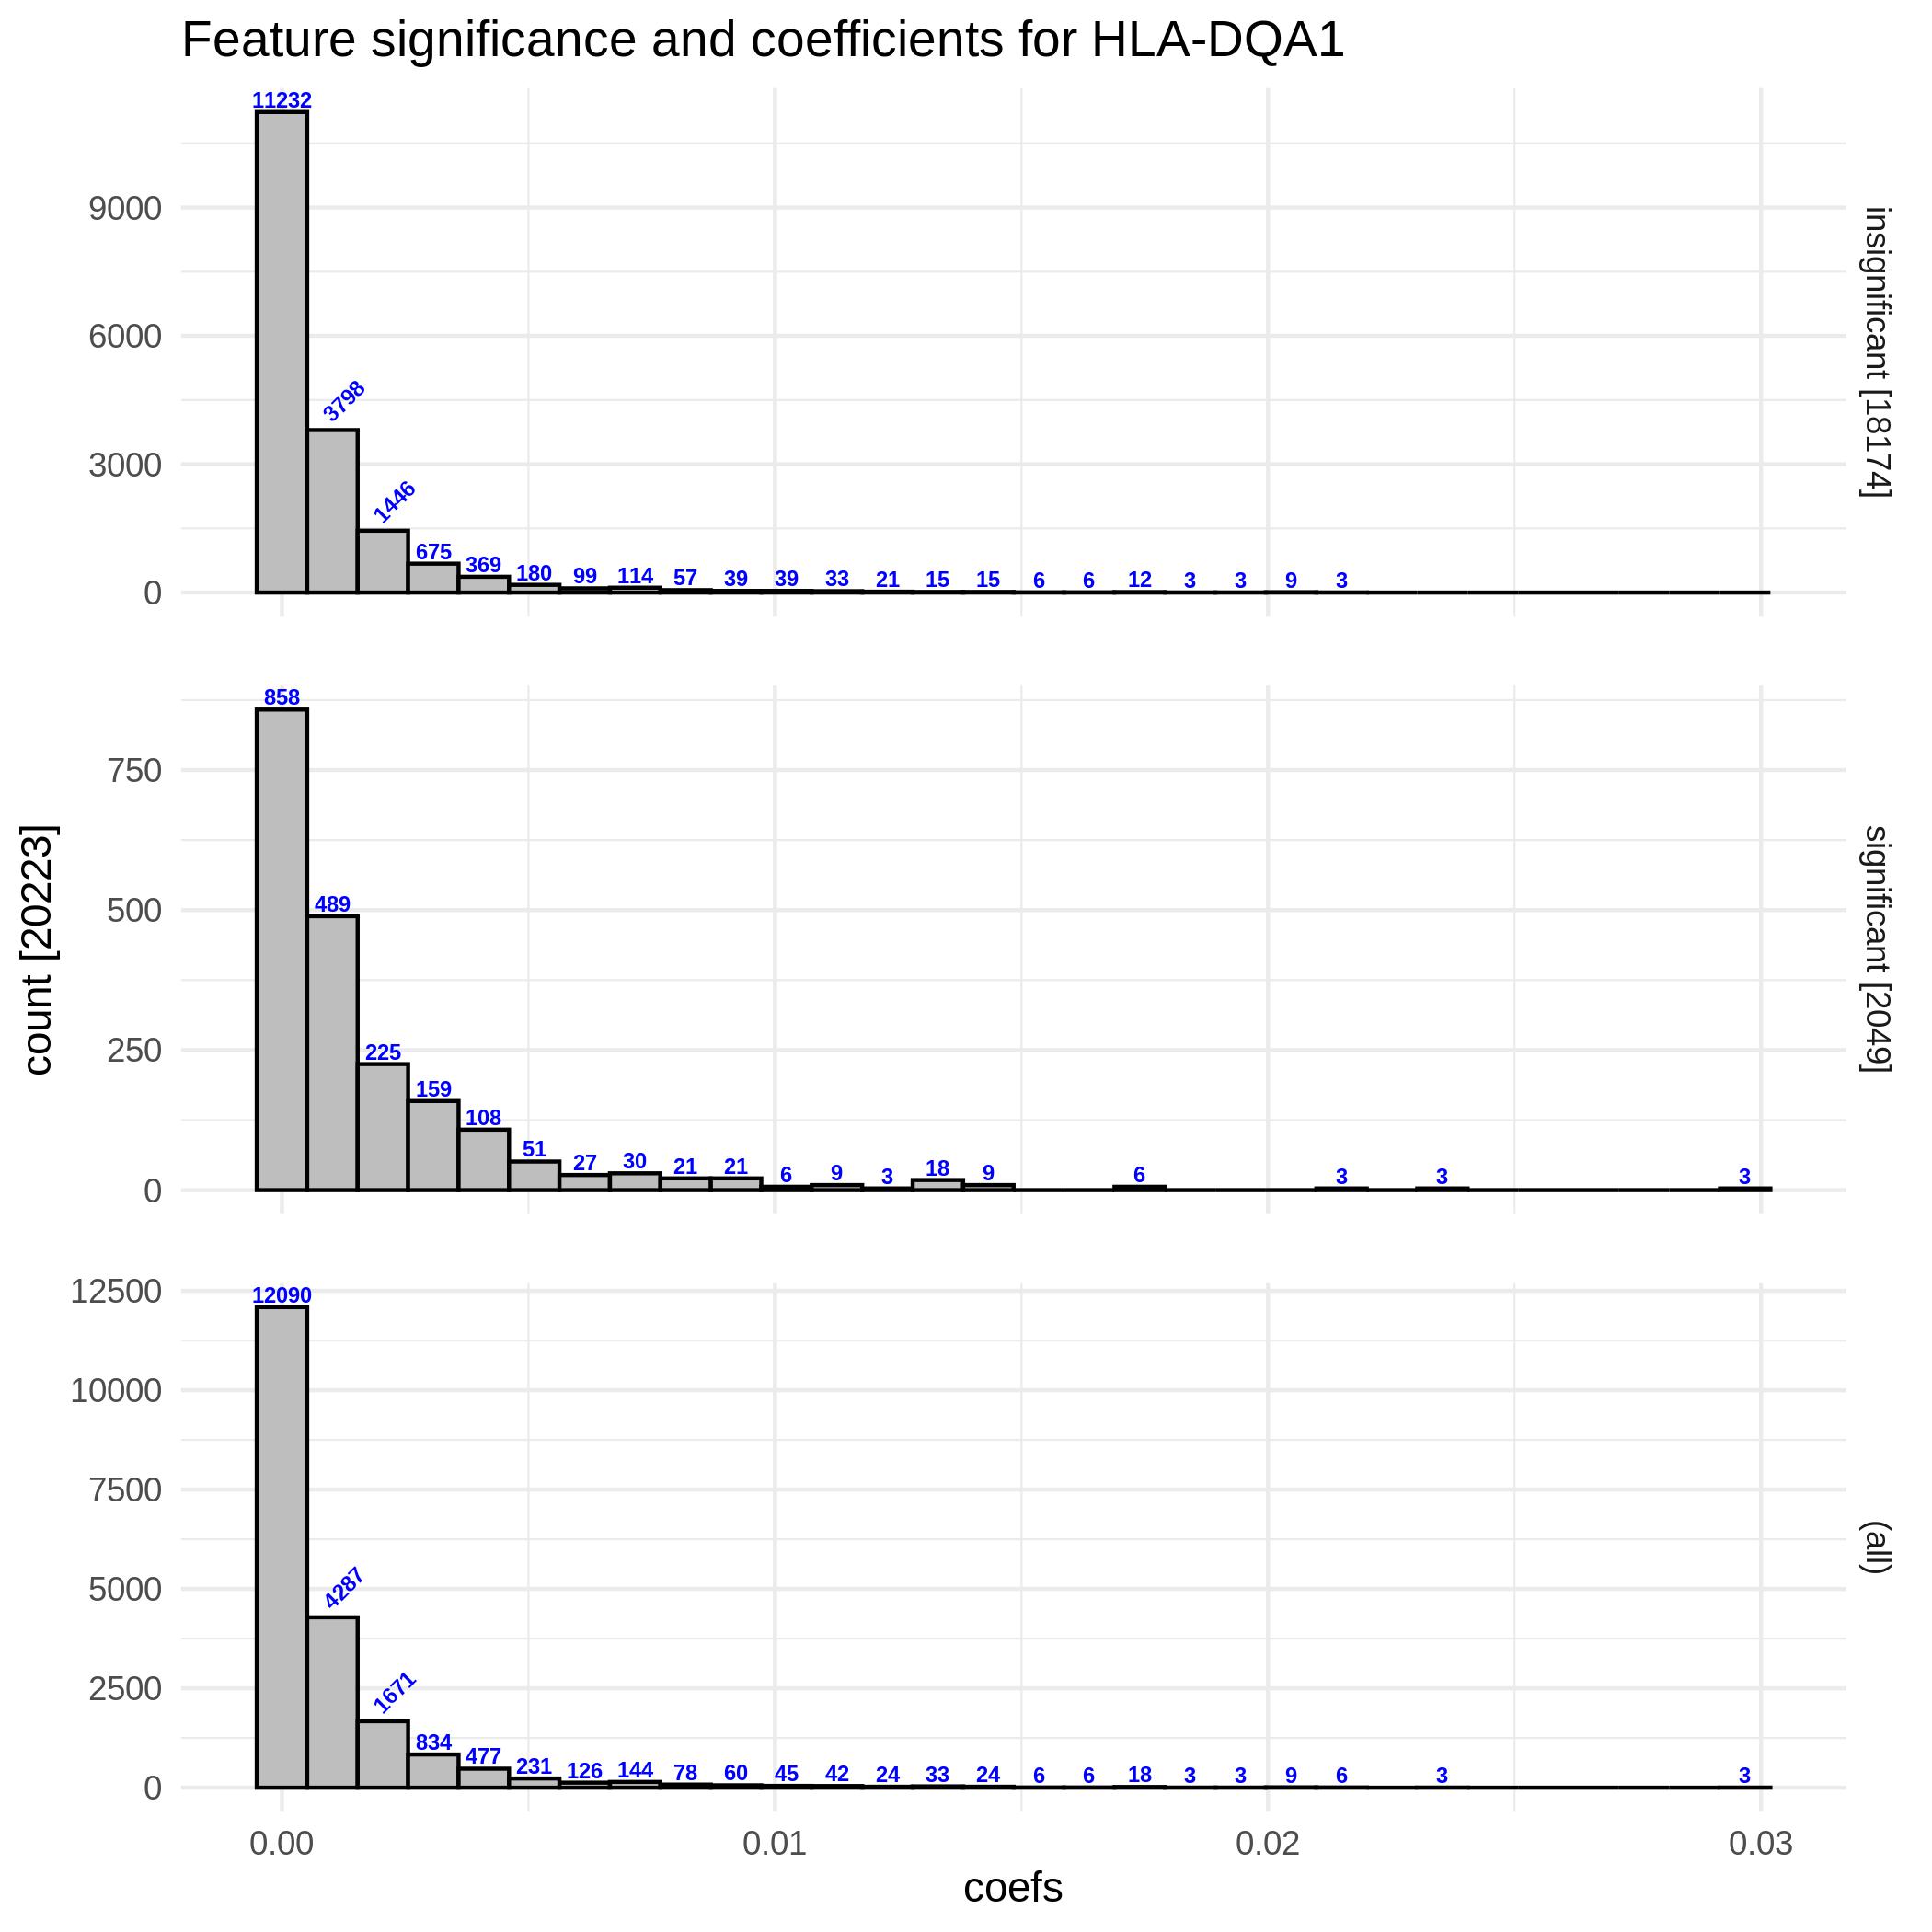 Feature significance and coefficients for HLA-DQA1
11232
9000
6000
3798
3000
1446
675 369 180 99 114 57 39 39 33 21 15 15 6 6 12 3 3 9 3
0
insignificant [18174]
858
750
489
500
225
250
159
108
51 27 30 21 21 6 9 3 18 9 6 3 3 3
0
significant [2049]
count [20223]
12500
12090
10000
7500
4287
5000
1671
2500
834 477 231 126 144 78 60 45 42 24 33 24 6 6 18 3 3 9 6 3 3
0
(all)
0.00 0.01 0.02 0.03
coefs